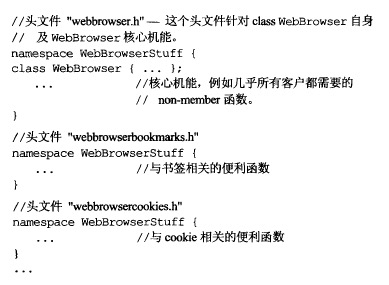 //头文件 "webbrowser.h" — 这个头文件针对 class WebBrowser 自身
// 及 WebBrowser 核心机能。
namespace WebBrowserStuff {
class WebBrowser { ... };
... //核心机能，例如几乎所有客户都需要的
// non-member 函数。
}
//头文件 "webbrowserbookmarks.h"
namespace WebBrowserStuff {
... //与书签相关的便利函数
}
//头文件 "webbrowsercookies.h"
namespace WebBrowserStuff {
... //与 cookie 相关的便利函数
}
...